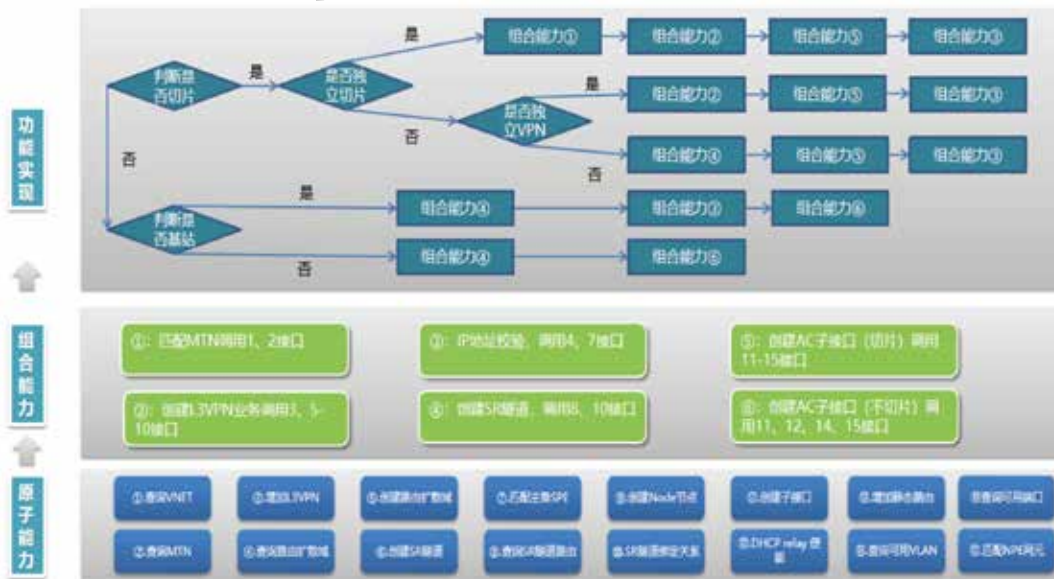 功能实现
判断是
否切片
是
是否独
立切片
是
组合能力①
组合能力②
组合能力⑤
组合能力③
否
是否独
立VPN
是
组合能力②
组合能力⑤
组合能力③
否
组合能力④
组合能力⑤
组合能力③
否
判断是
否基站
是
组合能力④
组合能力③
组合能力⑥
否
组合能力④
组合能力⑥
组合能力
①：匹配MTN调用1、2接口
③：IP地址校验，调用4、7接口
⑤：创建AC子接口（切片）调用
11-15接口
②：创建L3VPN业务调用3、5-
10接口
④：创建SR隧道，调用8、10接口
⑥：创建AC子接口（不切片）调
用11、12、14、15接口
原子能力
①.查询VNET
③.增加L3VPN
⑤.创建路由扩散域
⑦.匹配主备SPE
⑨.创建Node节点
创建子接口
增加静态路由
查询可用端口
②.查询MTN
④.查询路由扩散域
⑥.创建SR隧道
⑧.查询SR隧道路由
⑩.SR隧道绑定关系
DHCP relay 使
能
查询可用VLAN
匹配NPE网元